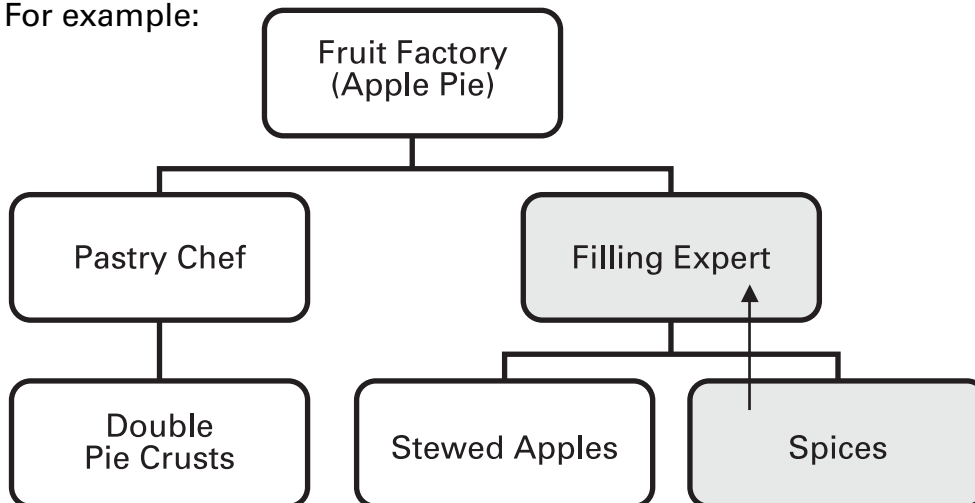 For example:
Fruit Factory
(Apple Pie)
Pastry Chef
Filling Expert
Double
Pie Crusts
Stewed Apples
Spices